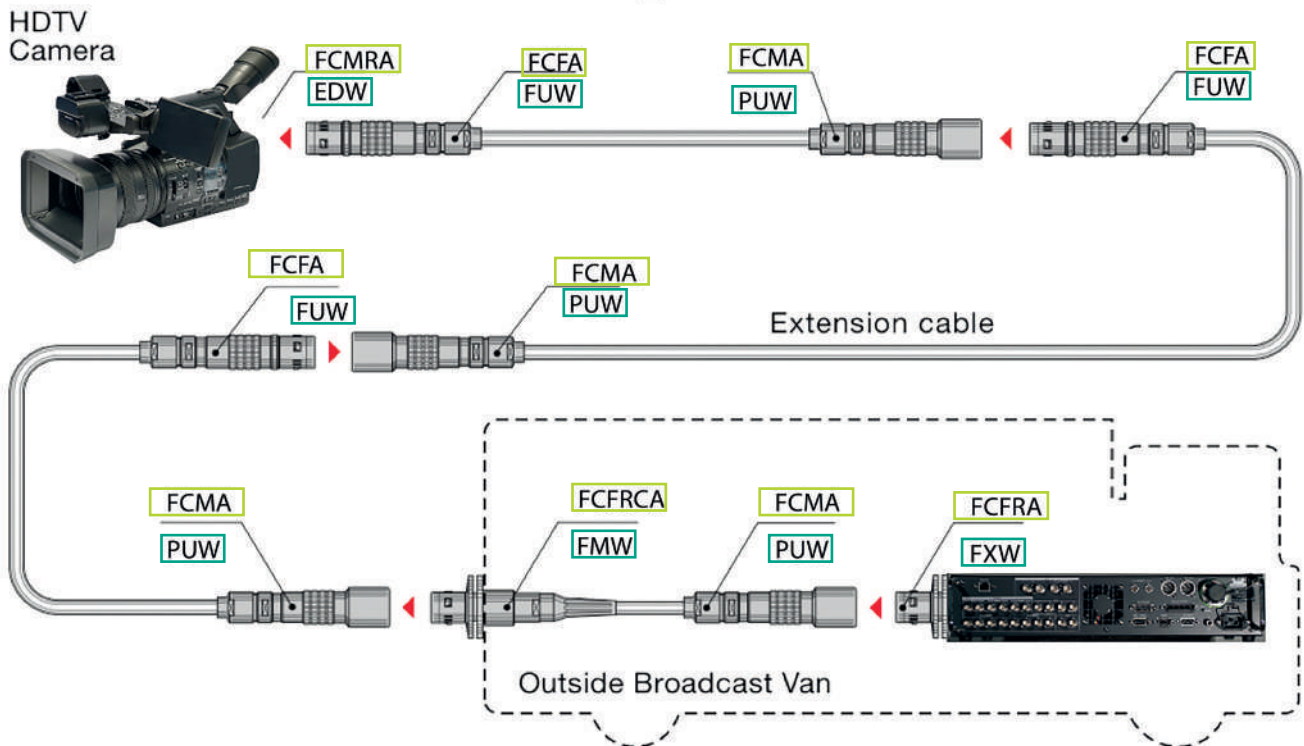 HDTV
Camera
FCMRA
EDW
FCFA
FUW
FCMA
PUW
FCFA
FUW
FCFA
FUW
FCMA
PUW
Extension cable
FCMA
PUW
FCFRCA
FMW
FCMA
PUW
FCFRA
FXW
Outside Broadcast Van